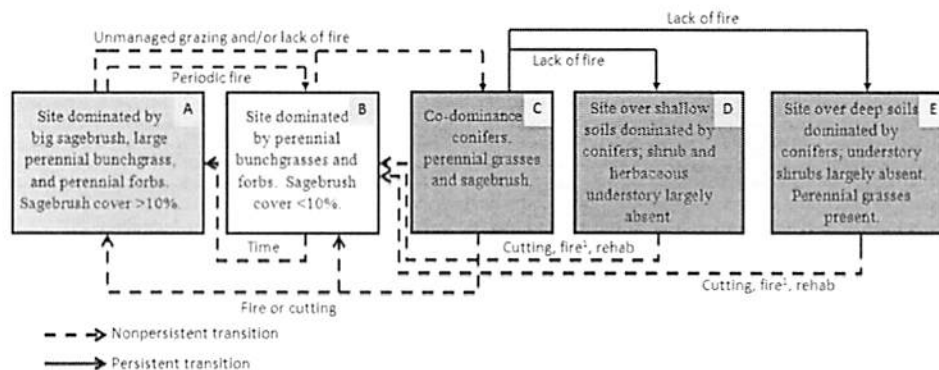 Lack of fire
Unmanaged grazing and/or lack of fire
Lack of fire
Periodic fire
A
Site dominated by
big sagebrush, large
perennial bunchgrass,
and perennial forbs.
Sagebrush cover >10%.
B
Site dominated
by perennial
bunchgrasses and
forbs. Sagebrush
cover <10%.
C
Co-dominance
conifers,
perennial grasses
and sagebrush.
D
Site over shallow
soils dominated by
conifers; shrub and
herbaceous
understory largely
absent
E
Site over deep soils
dominated by
conifers; understory
shrubs largely absent.
Perennial grasses
present.
Time
Cutting, fire¹, rehab
Cutting, fire¹, rehab
Fire or cutting
Nonpersistent transition
Persistent transition